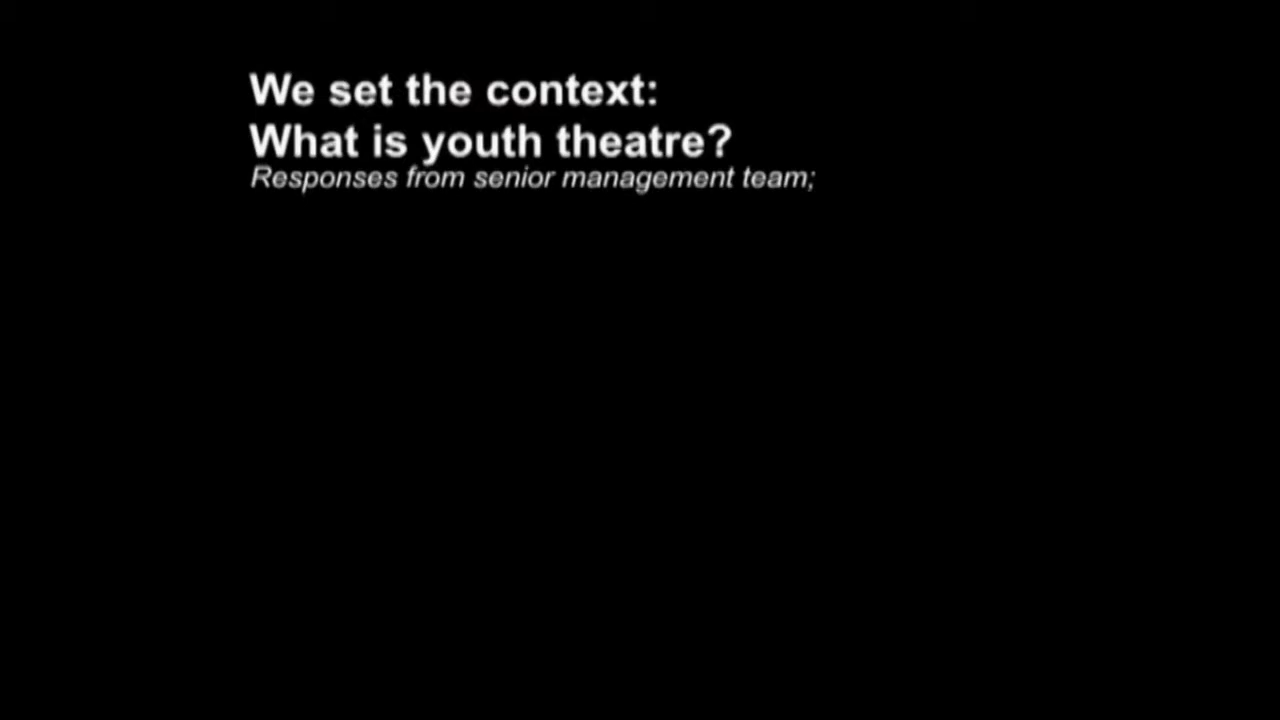 We set the context:
What is youth theatre?
Responses from senior management team;